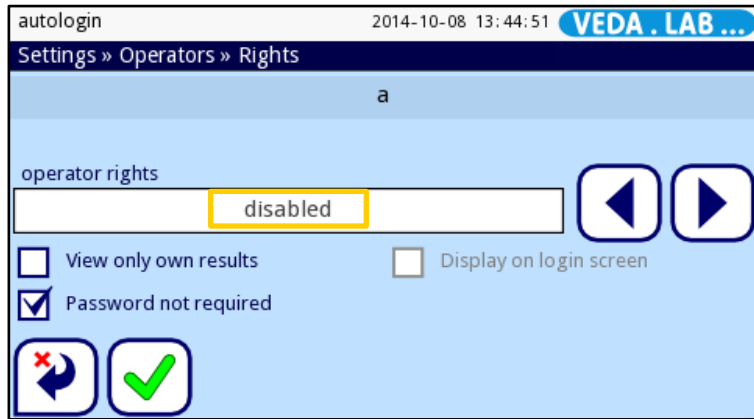 autologin 2014-10-08 13:44:51 VEDA.LAB...
Settings » Operators » Rights
a
operator rights
disabled
View only own results Display on login screen
Password not required